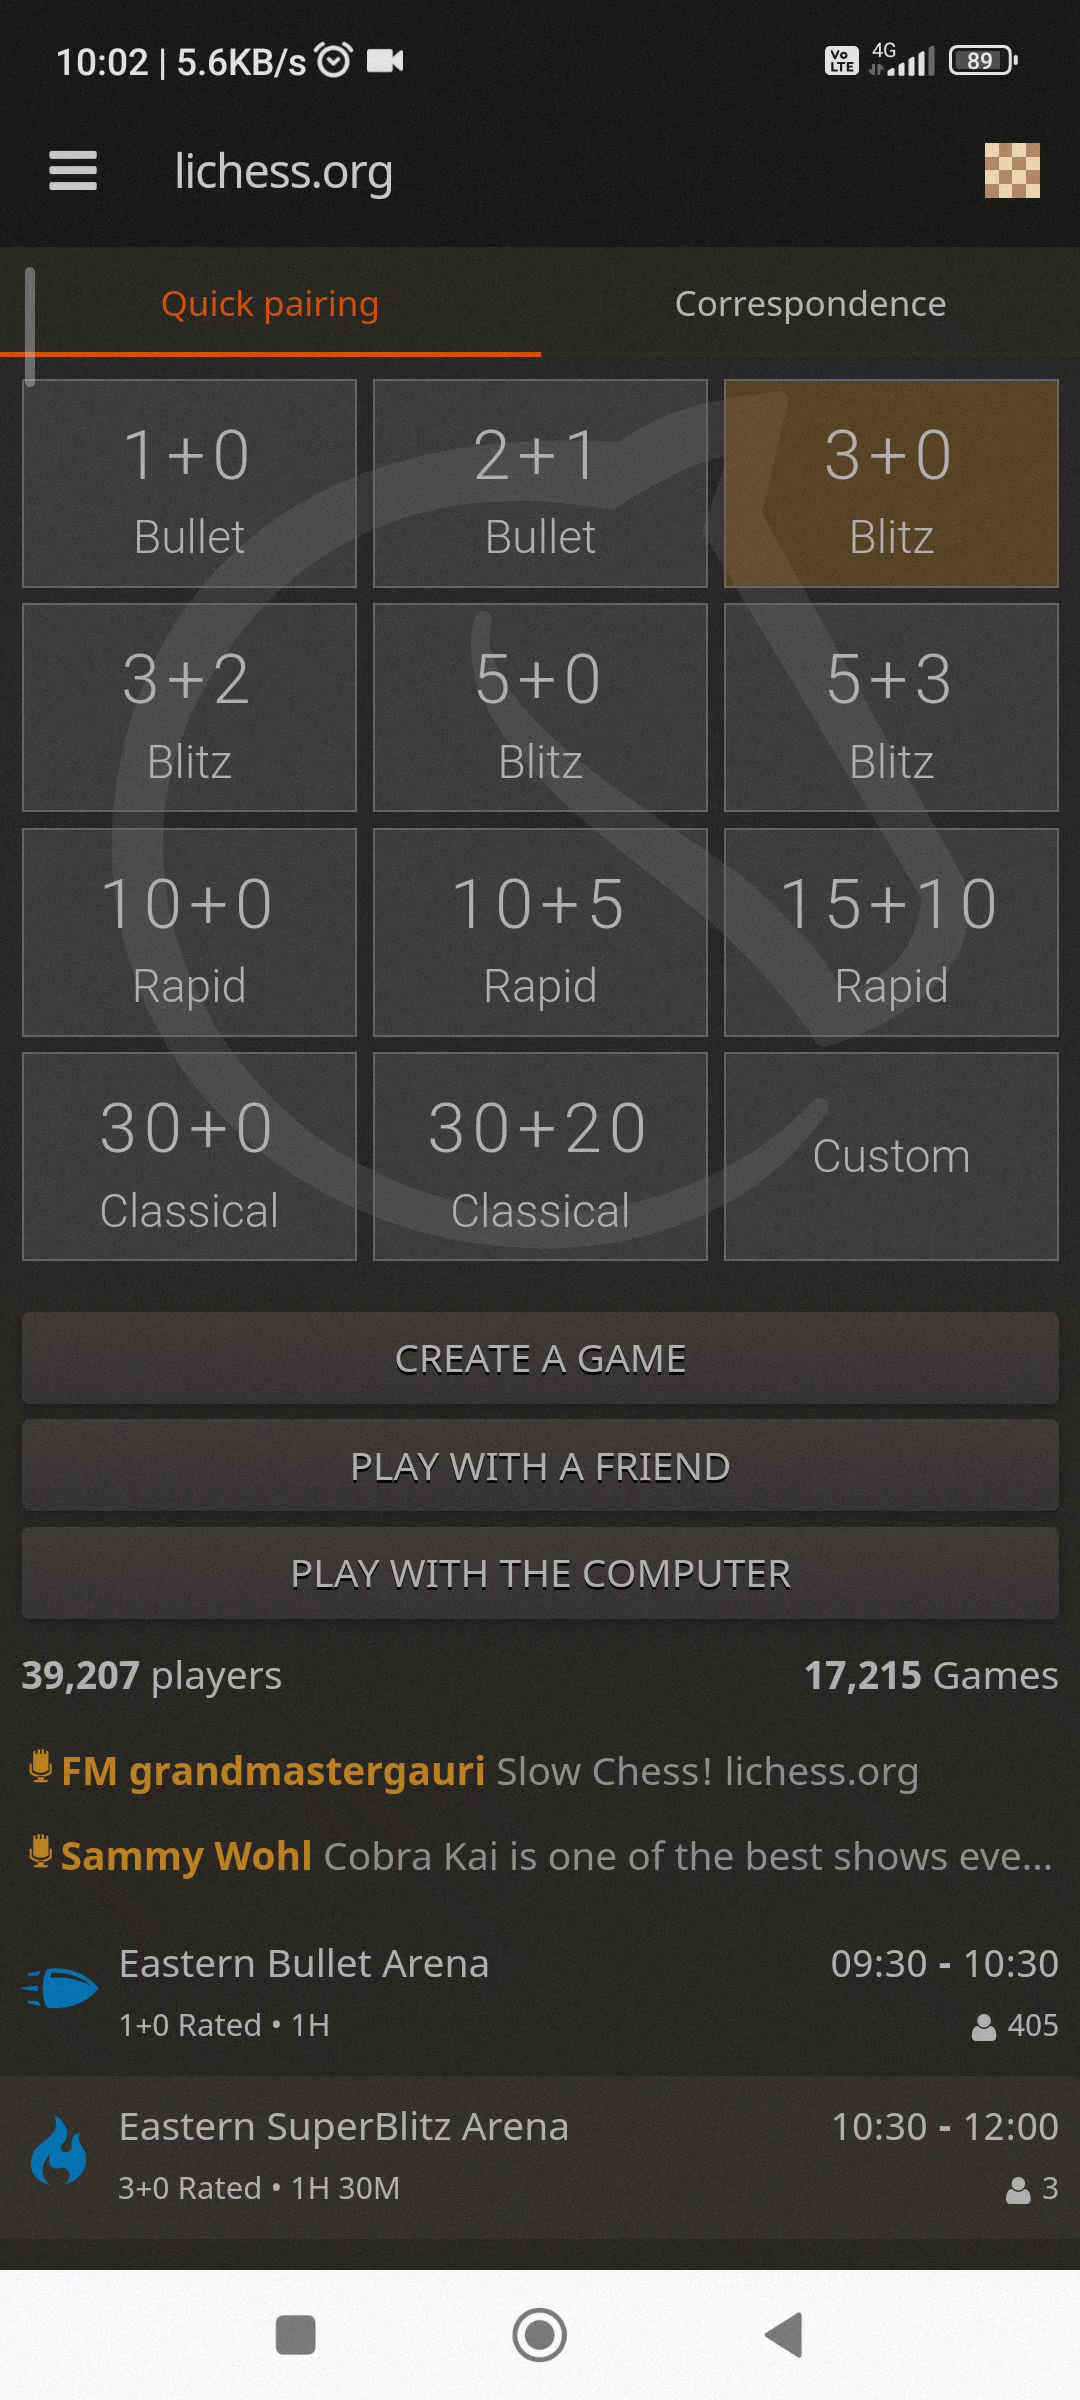 10:02 | 5.6KB/s Vo LTE 4G 89
lichess.org
Quick pairing Correspondence
1+0 2+1 3+0
Bullet Bullet Blitz
3+2 5+0 5+3
Blitz Blitz Blitz
10+0 10+5 15+10
Rapid Rapid Rapid
30+0 30+20 Custom
Classical Classical
CREATE A GAME
PLAY WITH A FRIEND
PLAY WITH THE COMPUTER
39,207 players 17,215 Games
FM grandmastergauri Slow Chess! lichess.org
Sammy Wohl Cobra Kai is one of the best shows eve...
Eastern Bullet Arena 09:30 - 10:30
1+0 Rated • 1H 405
Eastern SuperBlitz Arena 10:30 - 12:00
3+0 Rated • 1H 30M 3